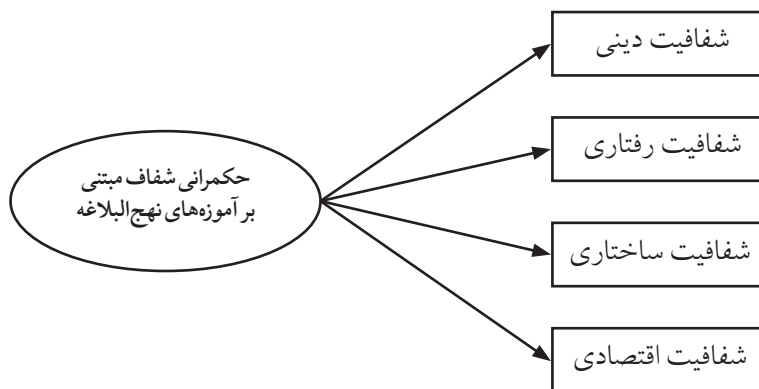 شفافیت دینی
شفافیت رفتاری
حکمرانی شفاف مبتنی
بر آموزه‌های نهج‌البلاغه
شفافیت ساختاری
شفافیت اقتصادی